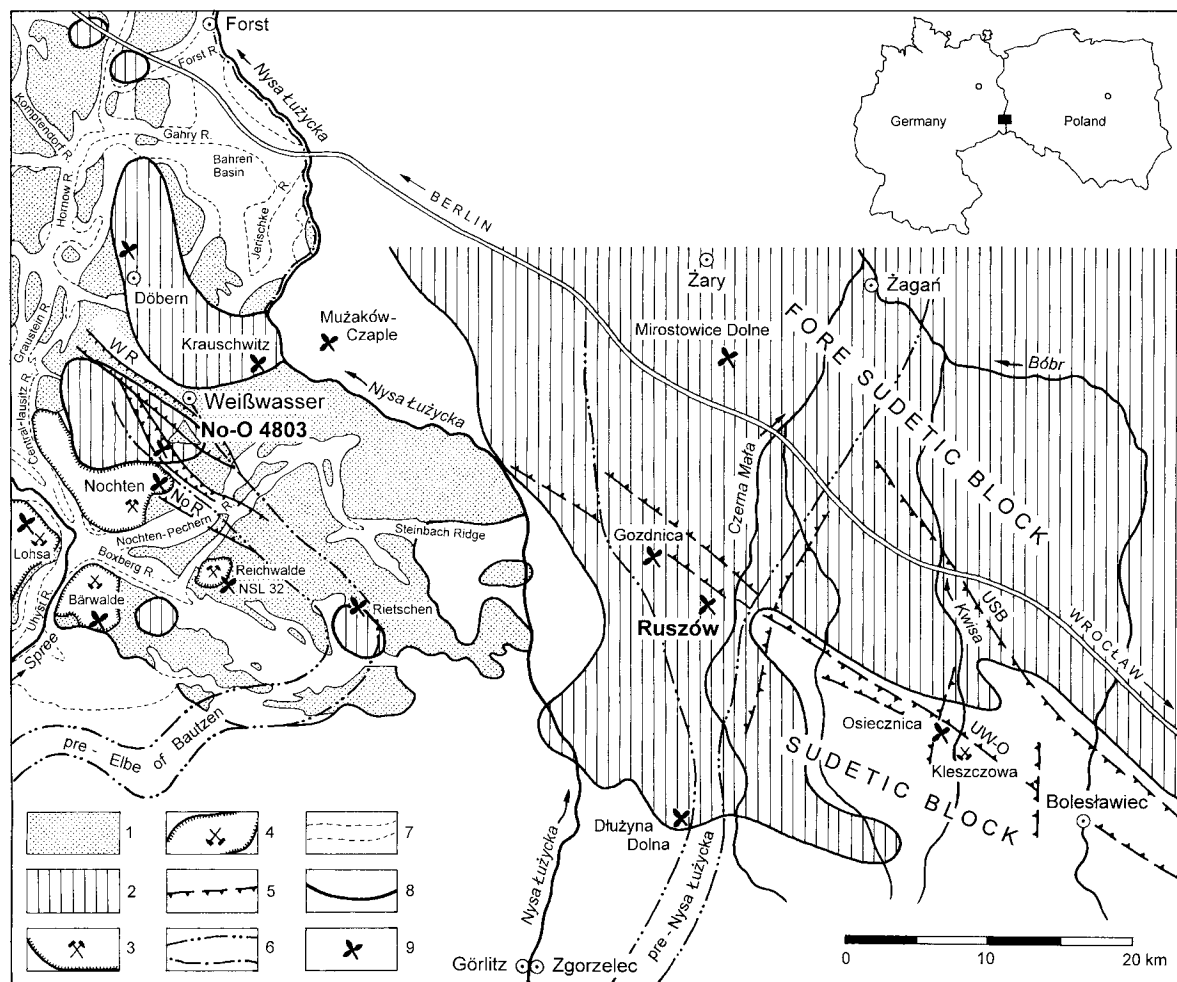 Forst
Forst R.
Nysa Łużycka
Kompfendorf R.
Gahry R.
Bahren
Basin
Hornow R.
Jerischke R.
Germany
Poland
BERLIN
Döbern
Żary
Żagań
Mużaków-
Czaple
Mirostowice Dolne
Graustein R.
Krauschwitz
FORE SUDETIC BLOCK
Bóbr
WR
Nysa Łużycka
Weißwasser
Central-lausitz R.
No-O 4803
Czerna Mała
Nochten
NoR
Nochten-Pechern R.
Steinbach Ridge
Gozdnica
Lohsa
Boxberg R.
Reichwalde
NSL 32
Bärwalde
Rietschen
Uhyst R.
Spree
Ruszów
Kwisa
USB
WROCŁAW
Osiecznica
UW-O
Kleszczowa
SUDETIC BLOCK
Bolesławiec
pre - Elbe of Bautzen
Dłużyna
Dolna
Nysa Łużycka
pre - Nysa Łużycka
1
4
7
2
5
8
3
6
9
Görlitz
Zgorzelec
0
10
20 km